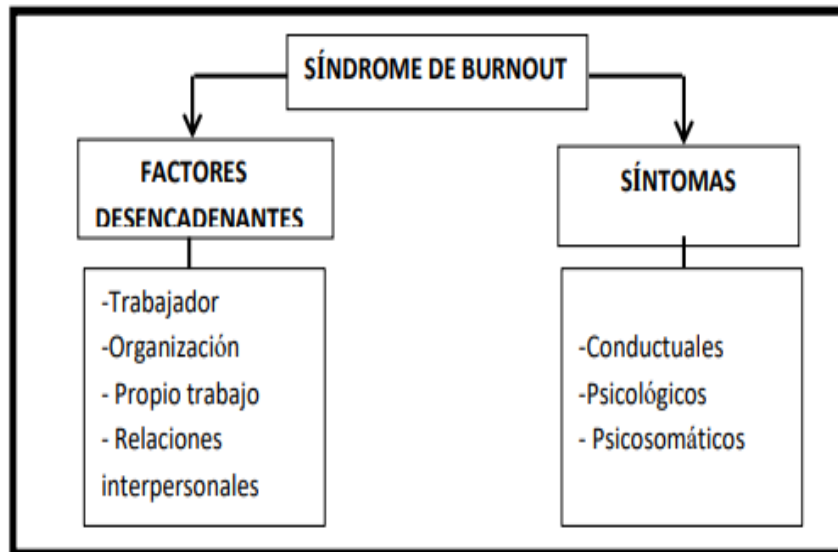 SÍNDROME DE BURNOUT
FACTORES
DESENCADENANTES
-Trabajador
-Organización
- Propio trabajo
- Relaciones
interpersonales
SÍNTOMAS
-Conductuales
-Psicológicos
- Psicosomáticos